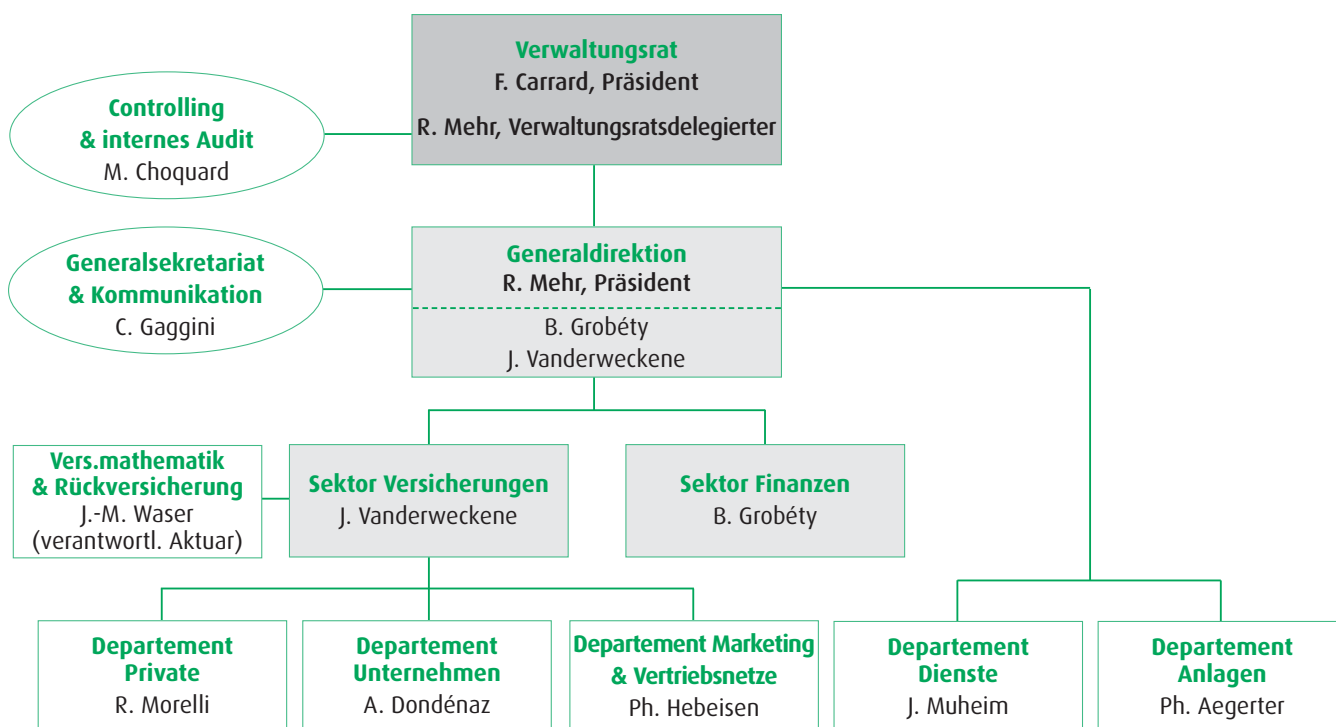 Verwaltungsrat
F. Carrard, Präsident
R. Mehr, Verwaltungsratsdelegierter
Controlling
& internes Audit
M. Choquard
Generaldirektion
R. Mehr, Präsident
B. Grobéty
J. Vanderweckene
Generalsekretariat
& Kommunikation
C. Gaggini
Vers.mathematik
& Rückversicherung
J.-M. Waser
(verantwortl. Aktuar)
Sektor Versicherungen
J. Vanderweckene
Sektor Finanzen
B. Grobéty
Departement
Private
R. Morelli
Departement
Unternehmen
A. Dondénaz
Departement Marketing
& Vertriebsnetze
Ph. Hebeisen
Departement
Dienste
J. Muheim
Departement
Anlagen
Ph. Aegerter